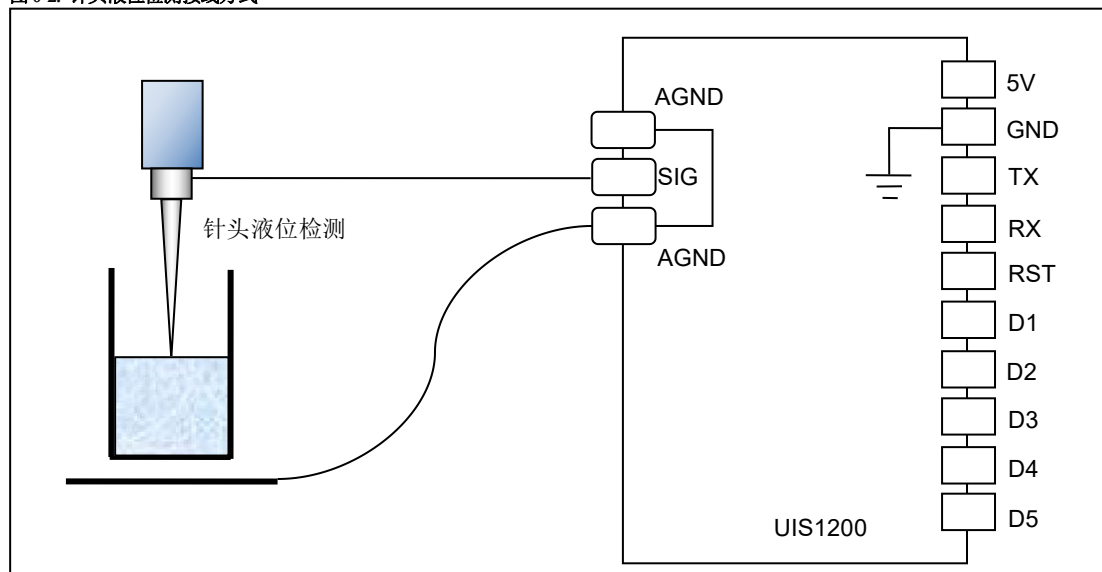 AGND
SIG
AGND
针头液位检测
5V
GND
TX
RX
RST
D1
D2
D3
D4
D5
UIS1200